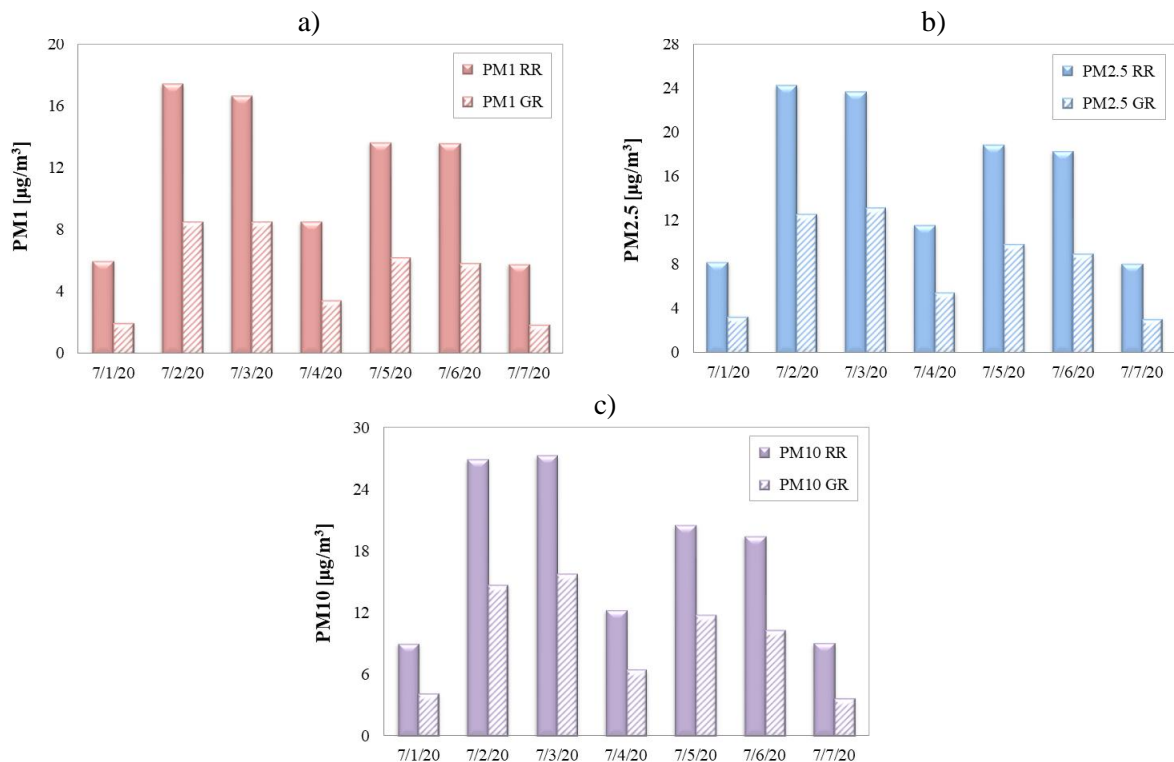 a)
20
16
12
8
4
0
PM1 [µg/m³]
PM1 RR
PM1 GR
7/1/20 7/2/20 7/3/20 7/4/20 7/5/20 7/6/20 7/7/20
b)
28
24
20
16
12
8
4
0
PM2.5 [µg/m³]
PM2.5 RR
PM2.5 GR
7/1/20 7/2/20 7/3/20 7/4/20 7/5/20 7/6/20 7/7/20
c)
30
24
18
12
6
0
PM10 [µg/m³]
PM10 RR
PM10 GR
7/1/20 7/2/20 7/3/20 7/4/20 7/5/20 7/6/20 7/7/20